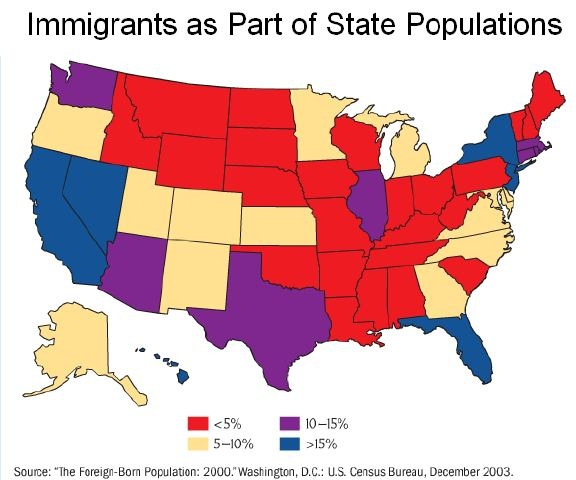 Immigrants as Part of State Populations
<5%
10–15%
5–10%
>15%
Source: "The Foreign-Born Population: 2000." Washington, D.C.: U.S. Census Bureau, December 2003.